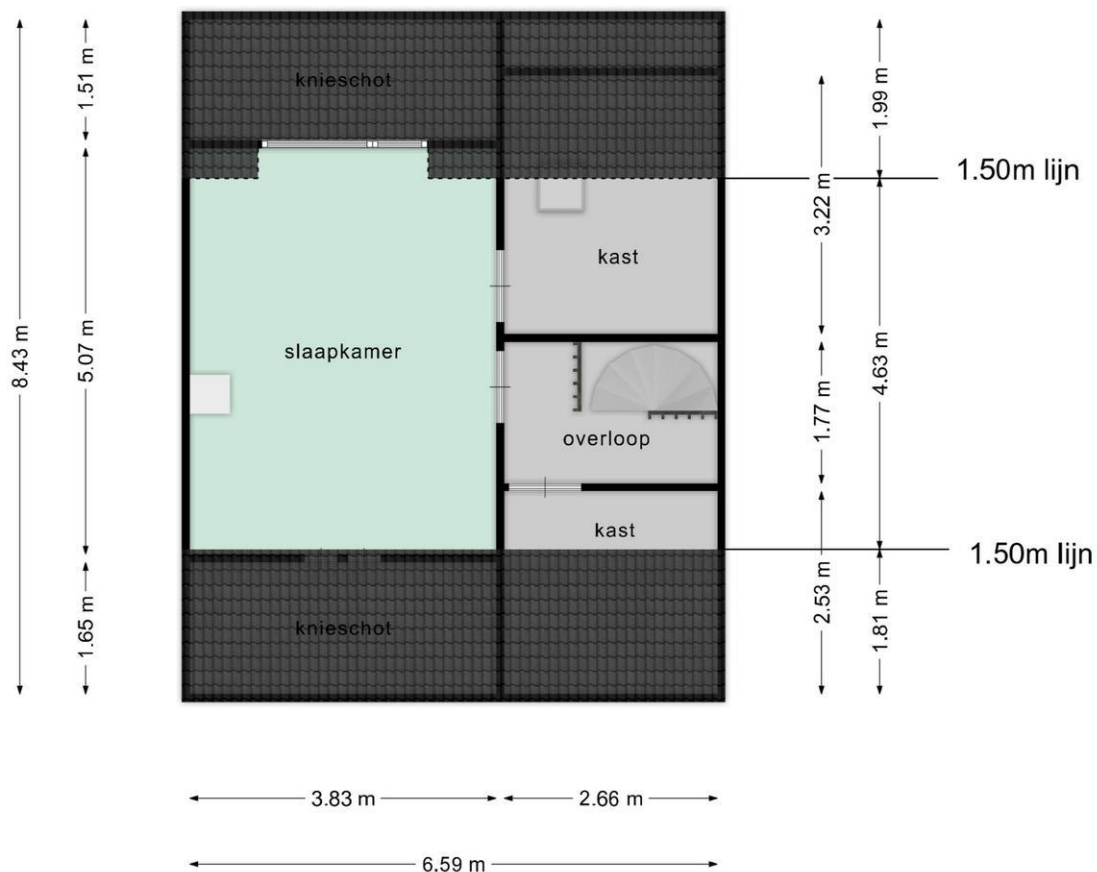 knieschot
1.51 m
1.99 m
1.50m lijn
3.22 m
kast
8.43 m
5.07 m
slaapkamer
4.63 m
1.77 m
overloop
kast
1.50m lijn
2.53 m
1.65 m
knieschot
1.81 m
3.83 m
2.66 m
6.59 m